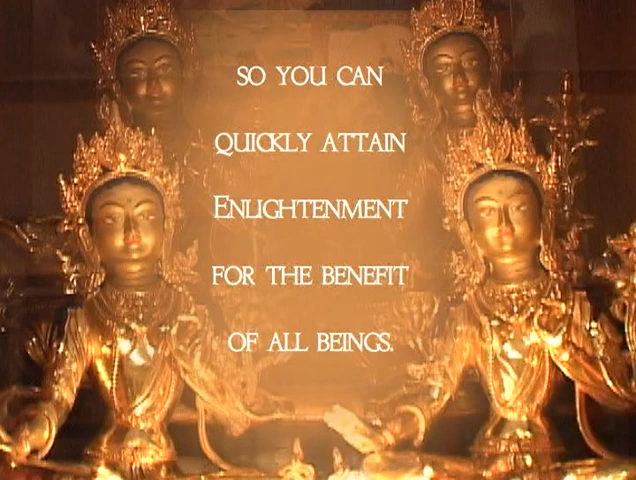 SO YOU CAN
QUICKLY ATTAIN
ENLIGHTENMENT
FOR THE BENEFIT
OF ALL BEINGS.